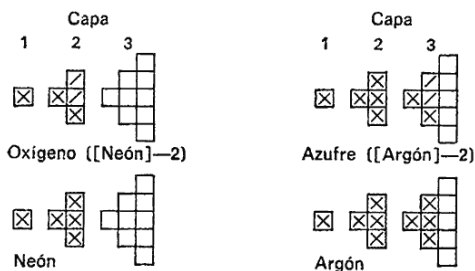 Capa
1 2 3
Oxígeno ([Neón]—2)
Neón
Capa
1 2 3
Azufre ([Argón]—2)
Argón